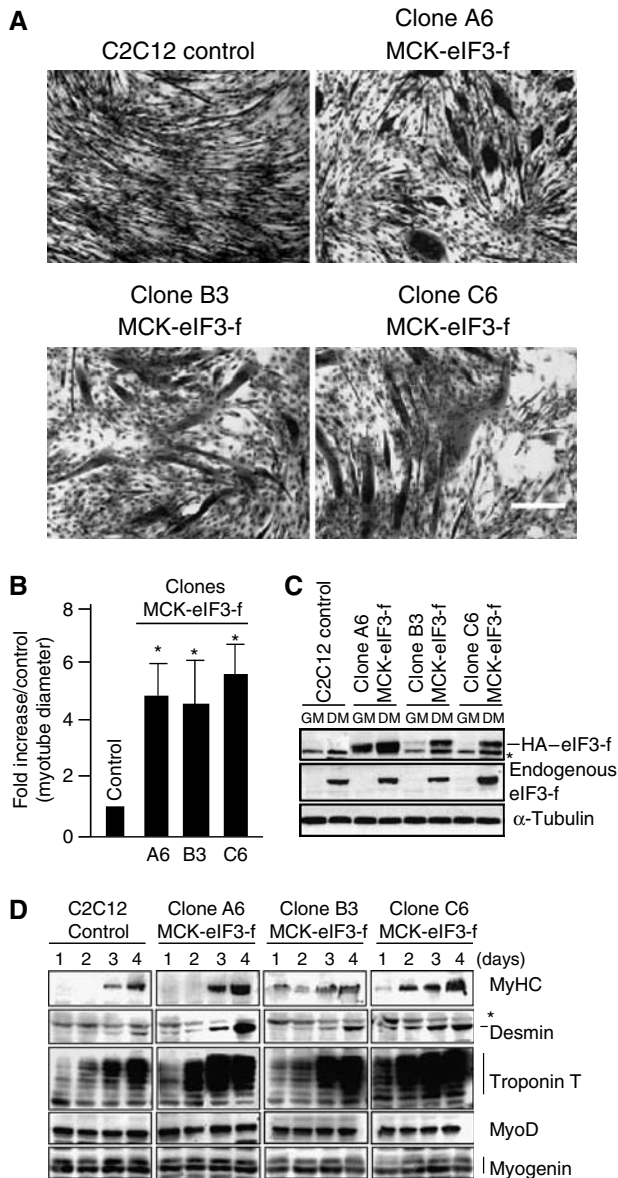 A
C2C12 control
Clone A6
MCK-eIF3-f
Clone B3
MCK-eIF3-f
Clone C6
MCK-eIF3-f
B
Clones
MCK-eIF3-f
Fold increase/control
(myotube diameter)
8
6
4
2
0
Control
*
*
*
A6 B3 C6
C
C2C12 control
Clone A6
MCK-eIF3-f
Clone B3
MCK-eIF3-f
Clone C6
MCK-eIF3-f
GM DM GM DM GM DM GM DM
HA–eIF3-f
*
Endogenous
eIF3-f
α-Tubulin
D
C2C12
Control
Clone A6
MCK-eIF3-f
Clone B3
MCK-eIF3-f
Clone C6
MCK-eIF3-f
1 2 3 4 1 2 3 4 1 2 3 4 1 2 3 4 (days)
MyHC
*
Desmin
Troponin T
MyoD
Myogenin